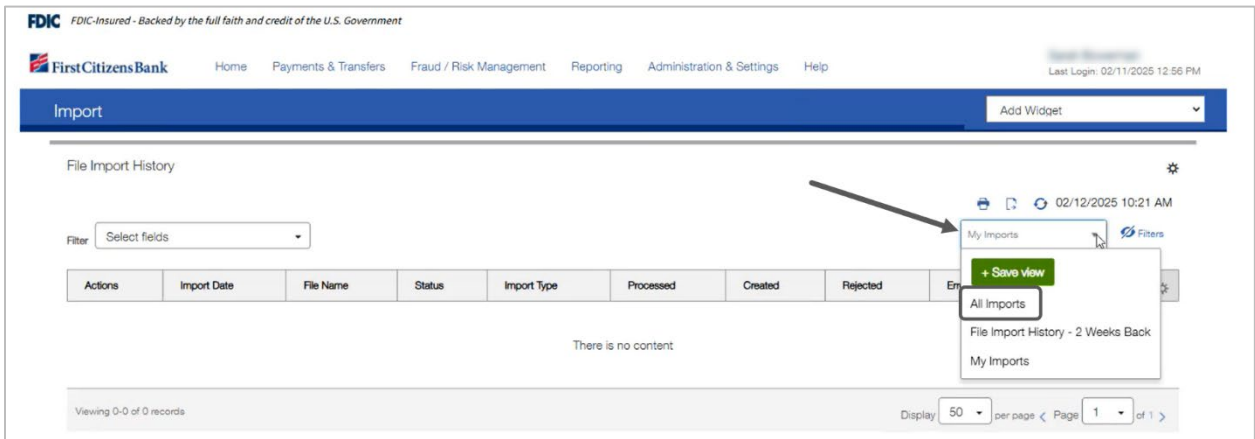 FDIC FDIC-Insured - Backed by the full faith and credit of the U.S. Government
First Citizens Bank Home Payments & Transfers Fraud / Risk Management Reporting Administration & Settings Help
Last Login: 02/11/2025 12:56 PM
Import Add Widget
File Import History
02/12/2025 10:21 AM
Filter Select fields My Imports Filters
+ Save view
Actions Import Date File Name Status Import Type Processed Created Rejected
All Imports
File Import History - 2 Weeks Back
There is no content
My Imports
Viewing 0-0 of 0 records Display 50 per page < Page 1 of 1 >